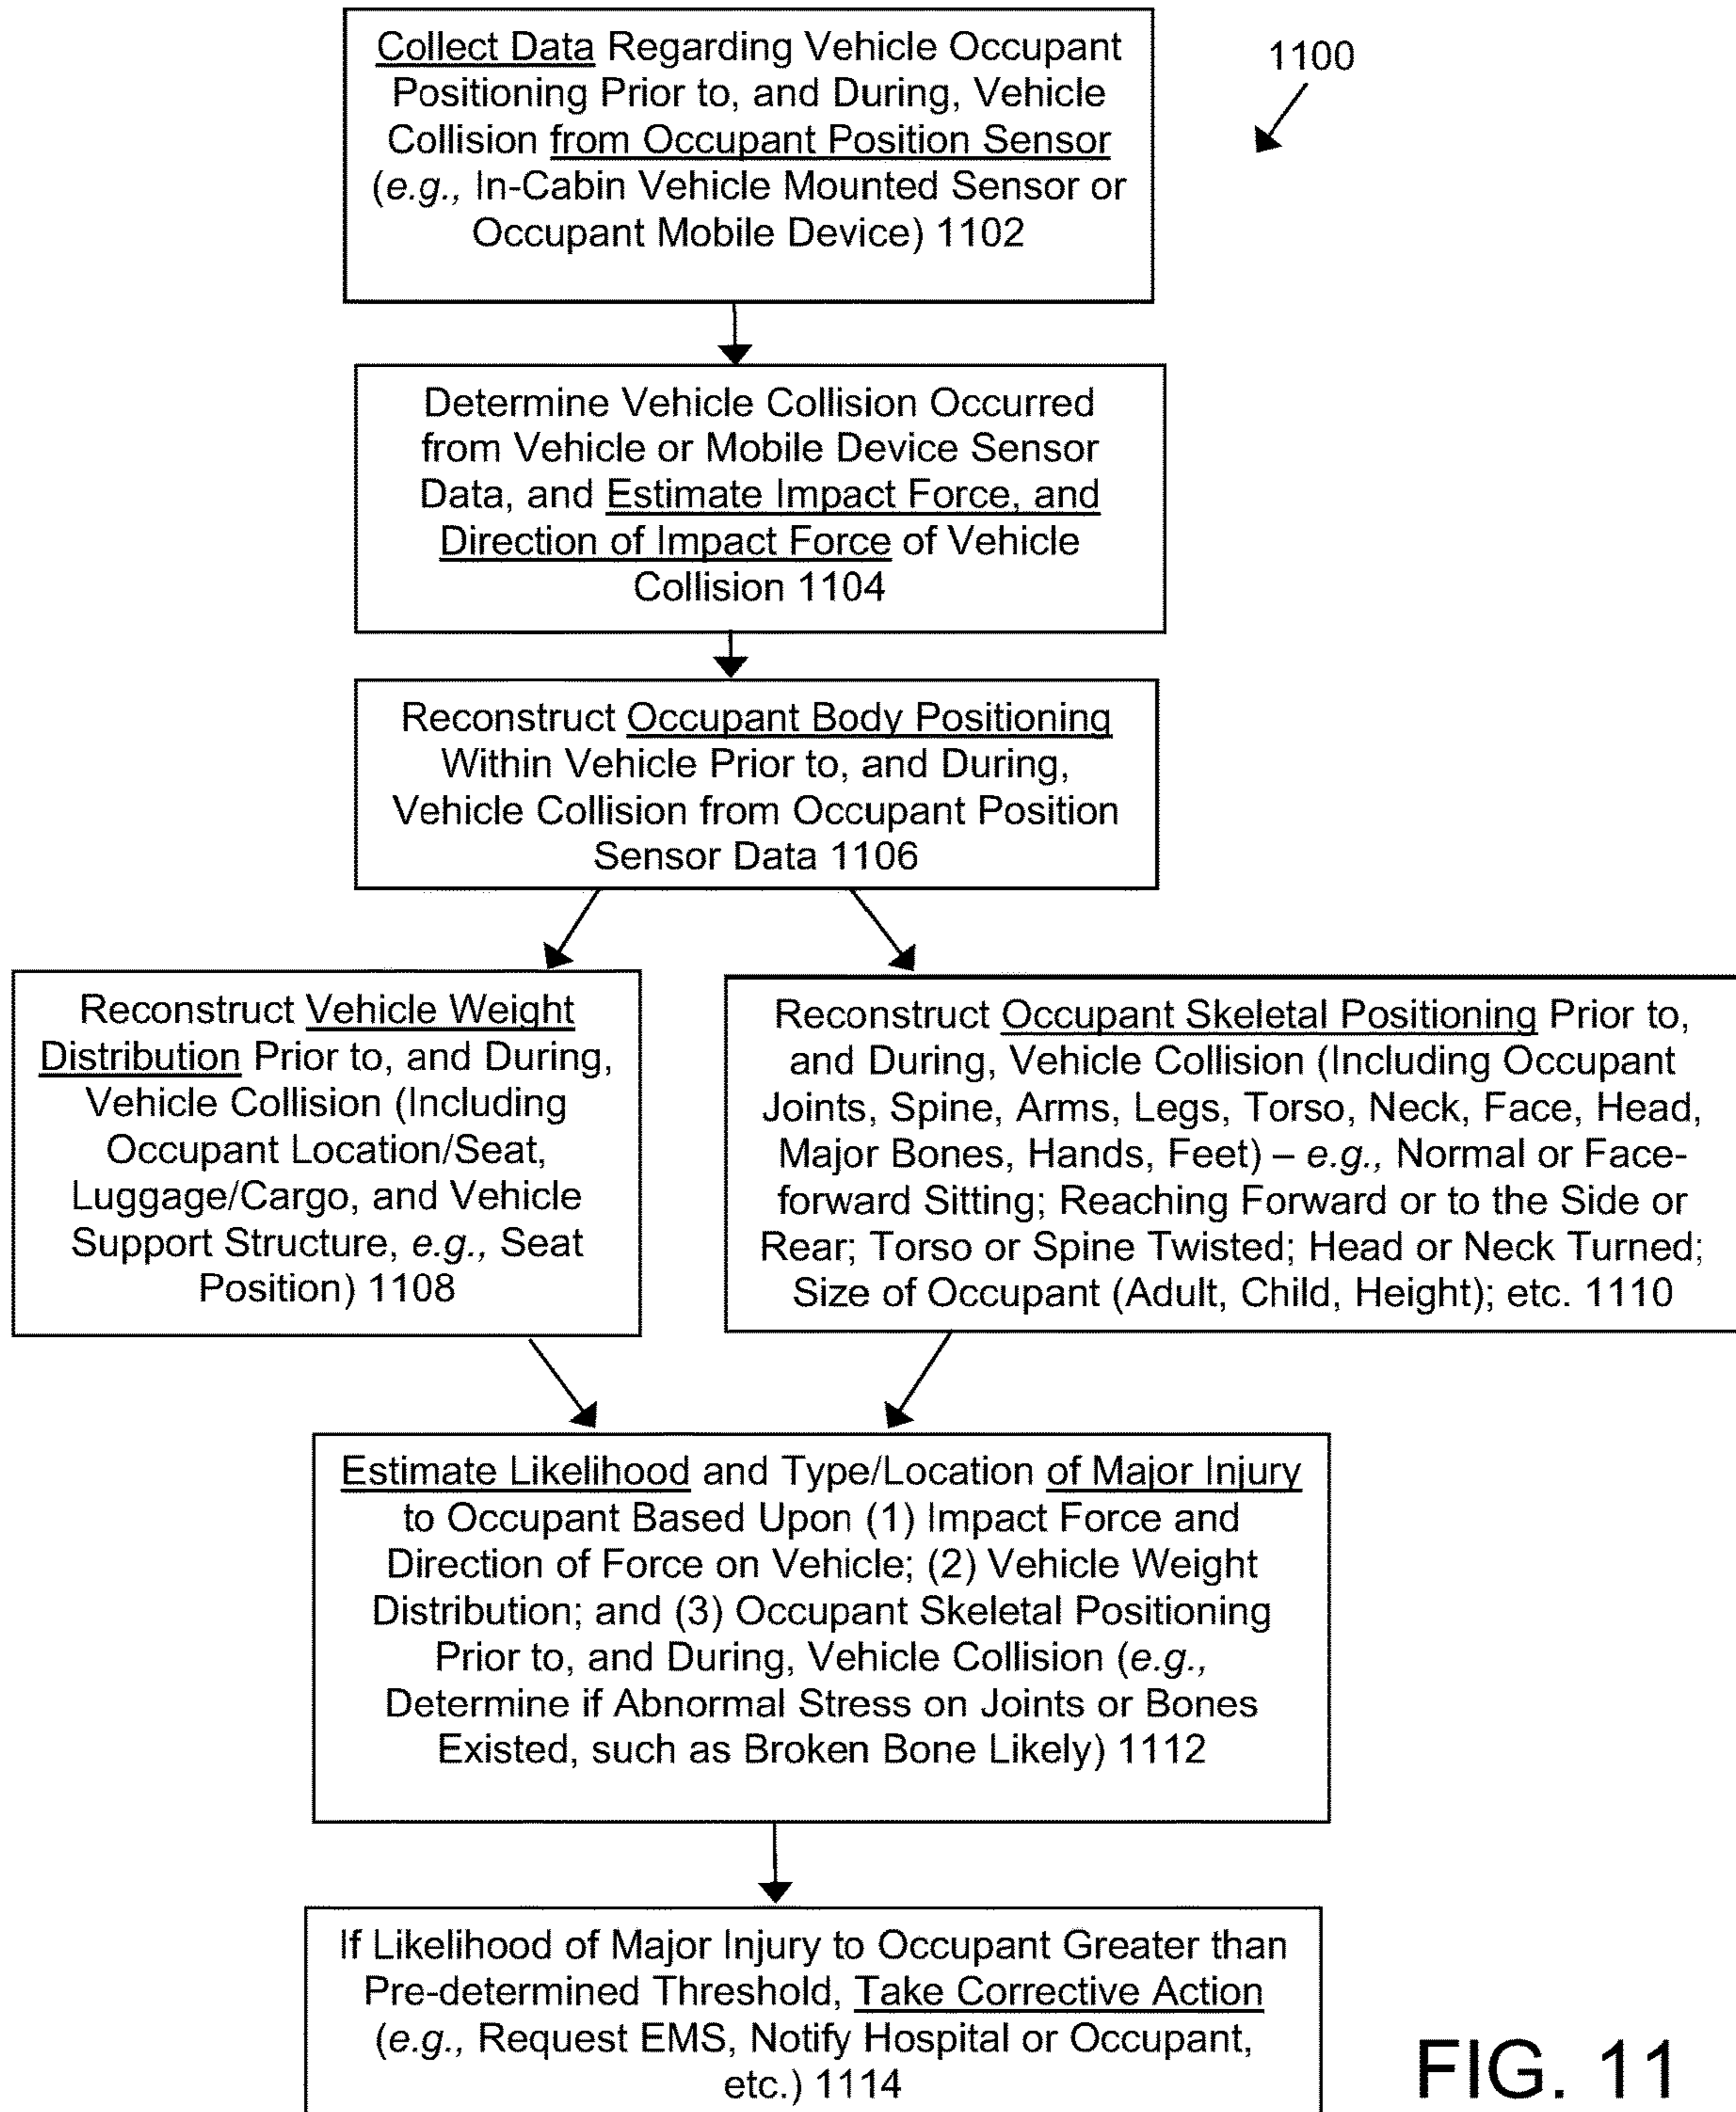 Collect Data Regarding Vehicle Occupant
Positioning Prior to, and During, Vehicle
Collision from Occupant Position Sensor
(e.g., In-Cabin Vehicle Mounted Sensor or
Occupant Mobile Device) 1102
1100
Determine Vehicle Collision Occurred
from Vehicle or Mobile Device Sensor
Data, and Estimate Impact Force, and
Direction of Impact Force of Vehicle
Collision 1104
Reconstruct Occupant Body Positioning
Within Vehicle Prior to, and During,
Vehicle Collision from Occupant Position
Sensor Data 1106
Reconstruct Vehicle Weight
Distribution Prior to, and During,
Vehicle Collision (Including
Occupant Location/Seat,
Luggage/Cargo, and Vehicle
Support Structure, e.g., Seat
Position) 1108
Reconstruct Occupant Skeletal Positioning Prior to,
and During, Vehicle Collision (Including Occupant
Joints, Spine, Arms, Legs, Torso, Neck, Face, Head,
Major Bones, Hands, Feet) – e.g., Normal or Face-
forward Sitting; Reaching Forward or to the Side or
Rear; Torso or Spine Twisted; Head or Neck Turned;
Size of Occupant (Adult, Child, Height); etc. 1110
Estimate Likelihood and Type/Location of Major Injury
to Occupant Based Upon (1) Impact Force and
Direction of Force on Vehicle; (2) Vehicle Weight
Distribution; and (3) Occupant Skeletal Positioning
Prior to, and During, Vehicle Collision (e.g.,
Determine if Abnormal Stress on Joints or Bones
Existed, such as Broken Bone Likely) 1112
If Likelihood of Major Injury to Occupant Greater than
Pre-determined Threshold, Take Corrective Action
(e.g., Request EMS, Notify Hospital or Occupant,
etc.) 1114
FIG. 11